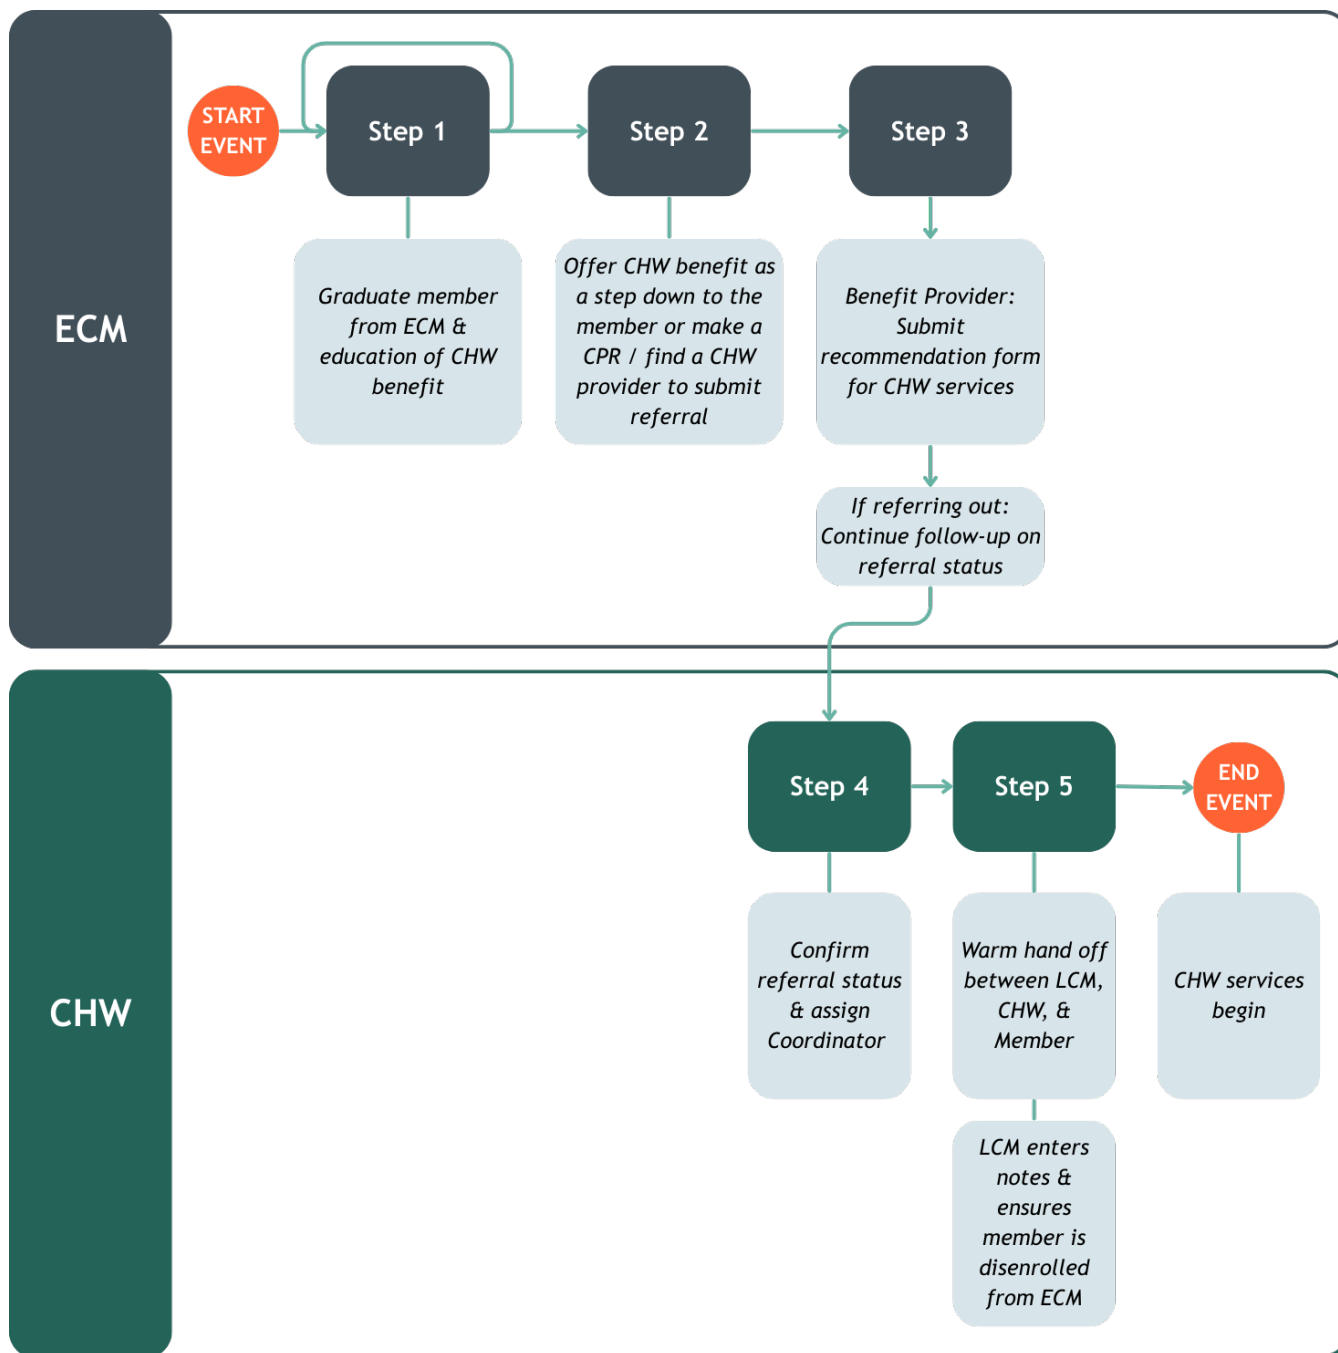 ECM
START
EVENT
Step 1
Step 2
Step 3
Graduate member
from ECM &
education of CHW
benefit
Offer CHW benefit as
a step down to the
member or make a
CPR / find a CHW
provider to submit
referral
Benefit Provider:
Submit
recommendation form
for CHW services
If referring out:
Continue follow-up on
referral status
CHW
Step 4
Step 5
END
EVENT
Confirm
referral status
& assign
Coordinator
Warm hand off
between LCM,
CHW, &
Member
CHW services
begin
LCM enters
notes &
ensures
member is
disenrolled
from ECM